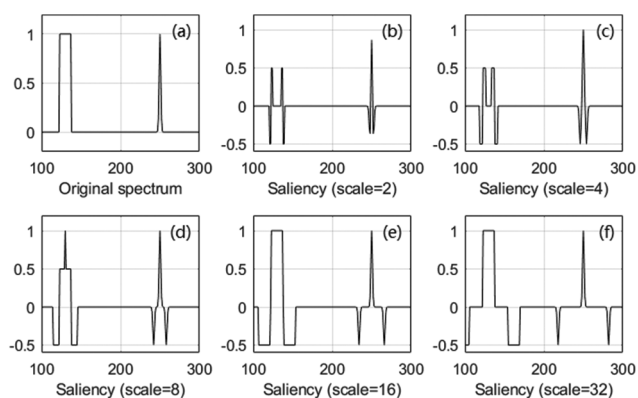 (a)
1
0.5
0
100 200 300
Original spectrum
(b)
1
0.5
0
-0.5
100 200 300
Saliency (scale=2)
(c)
1
0.5
0
-0.5
100 200 300
Saliency (scale=4)
(d)
1
0.5
0
-0.5
100 200 300
Saliency (scale=8)
(e)
1
0.5
0
-0.5
100 200 300
Saliency (scale=16)
(f)
1
0.5
0
-0.5
100 200 300
Saliency (scale=32)